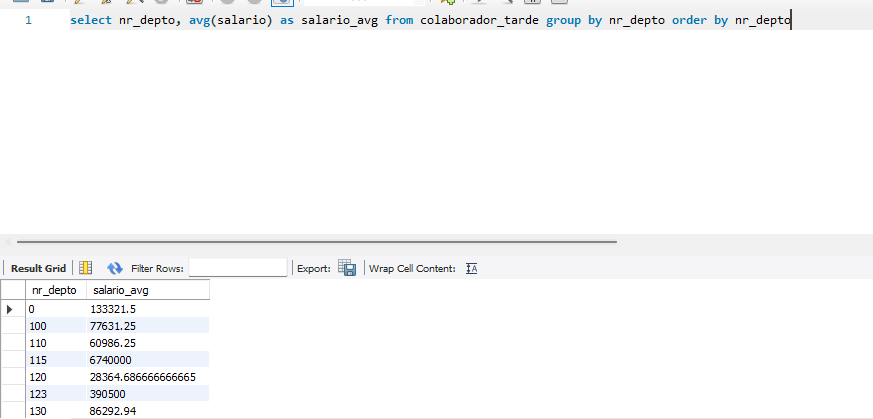 1 select nr_depto, avg(salario) as salario_avg from colaborador_tarde group by nr_depto order by nr_depto
Result Grid Filter Rows: Export: Wrap Cell Content: IA
nr_depto salario_avg
0 133321.5
100 77631.25
110 60986.25
115 6740000
120 28364.686666666665
123 390500
130 86292.94